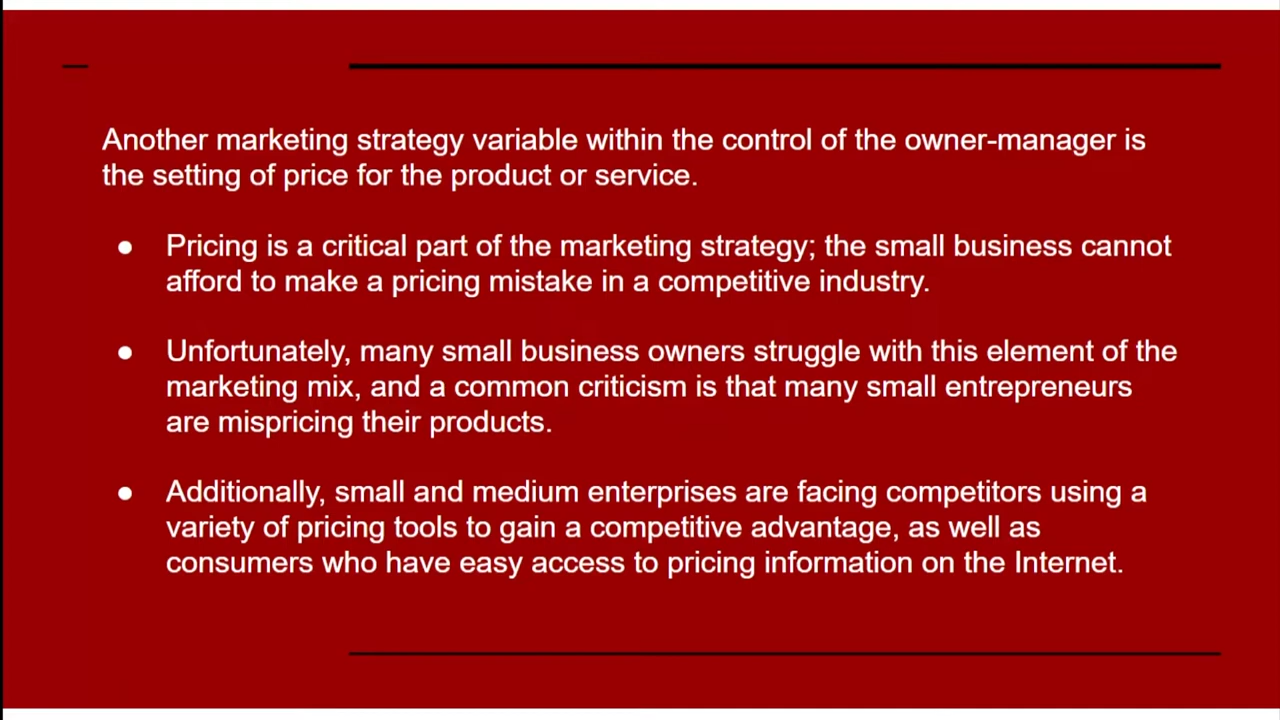 Another marketing strategy variable within the control of the owner-manager is
the setting of price for the product or service.
● Pricing is a critical part of the marketing strategy; the small business cannot
afford to make a pricing mistake in a competitive industry.
● Unfortunately, many small business owners struggle with this element of the
marketing mix, and a common criticism is that many small entrepreneurs
are mispricing their products.
● Additionally, small and medium enterprises are facing competitors using a
variety of pricing tools to gain a competitive advantage, as well as
consumers who have easy access to pricing information on the Internet.